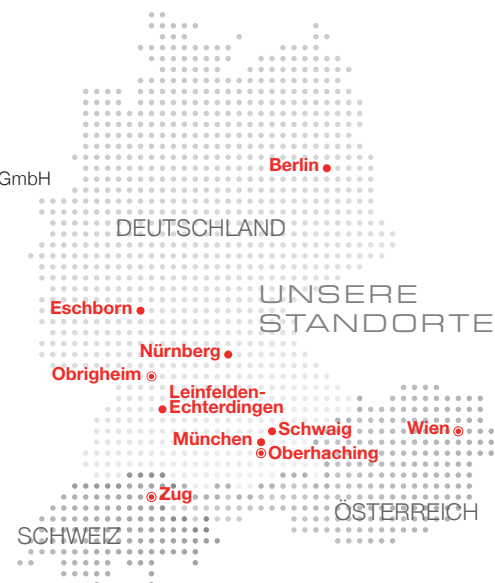 Berlin
GmbH
DEUTSCHLAND
UNSERE
STANDORTE
Eschborn
Nürnberg
Obrigheim
Leinfelden-
Echterdingen
Schwaig
Wien
München
Oberhaching
Zug
ÖSTERREICH
SCHWEIZ